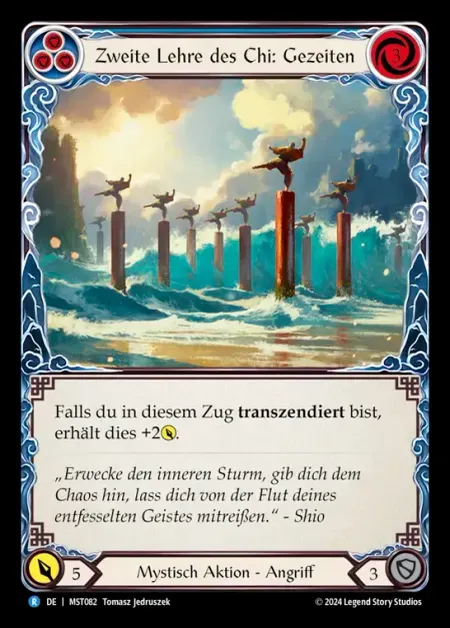 Zweite Lehre des Chi: Gezeiten
3
Falls du in diesem Zug transzendiert bist,
erhält dies +2.
„Erwecke den inneren Sturm, gib dich dem
Chaos hin, lass dich von der Flut deines
entfesselten Geistes mitreißen.“ - Shio
5 Mystisch Aktion - Angriff 3
R DE | MST082 Tomasz Jedruszek © 2024 Legend Story Studios